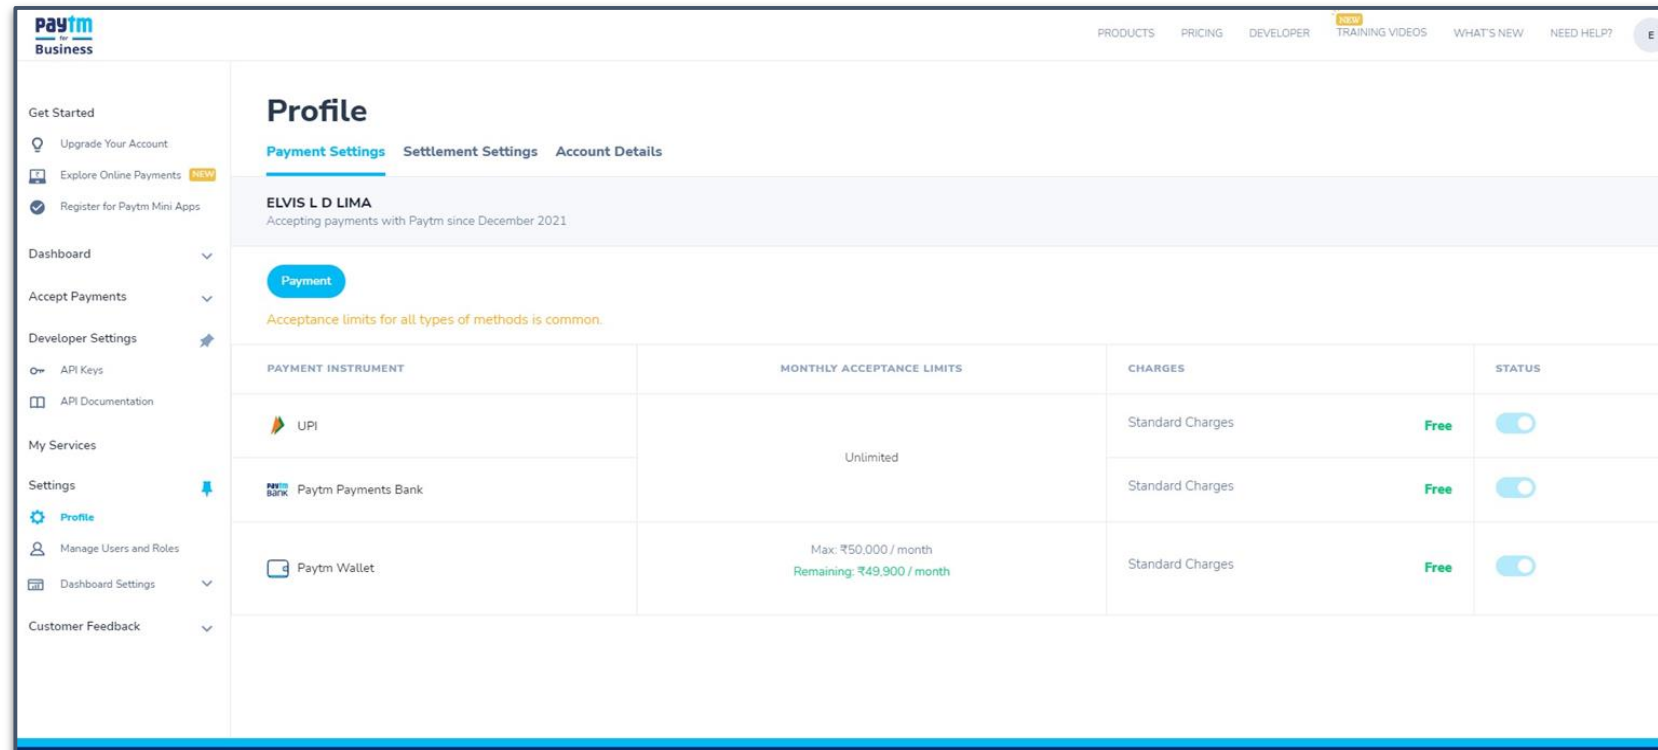 paytm
for
Business
PRODUCTS PRICING DEVELOPER NEW TRAINING VIDEOS WHAT'S NEW NEED HELP? E
Get Started
Upgrade Your Account
Explore Online Payments NEW
Register for Paytm Mini Apps
Dashboard
Accept Payments
Developer Settings
API Keys
API Documentation
My Services
Settings
Profile
Manage Users and Roles
Dashboard Settings
Customer Feedback
Profile
Payment Settings Settlement Settings Account Details
ELVIS L D LIMA
Accepting payments with Paytm since December 2021
Payment
Acceptance limits for all types of methods is common.
PAYMENT INSTRUMENT MONTHLY ACCEPTANCE LIMITS CHARGES STATUS
UPI Standard Charges Free
Unlimited
paytm BANK Paytm Payments Bank Standard Charges Free
Max: ₹50,000 / month
Paytm Wallet Standard Charges Free
Remaining: ₹49,900 / month